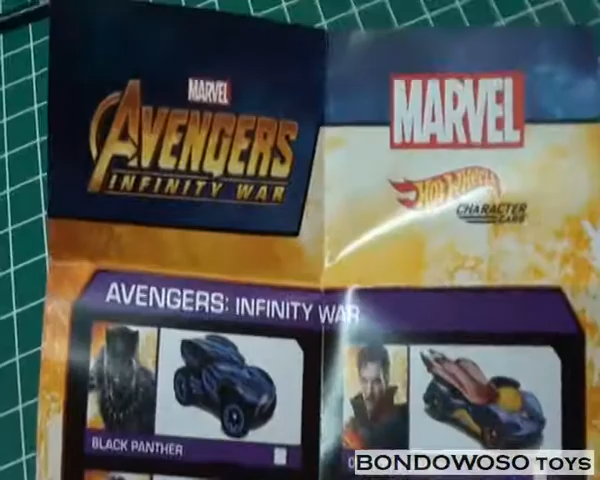 MARVEL
AVENGERS
INFINITY WAR
MARVEL
HOT WHEELS
CHARACTER
CARS
AVENGERS: INFINITY WAR
BLACK PANTHER
BONDOWOSO TOYS